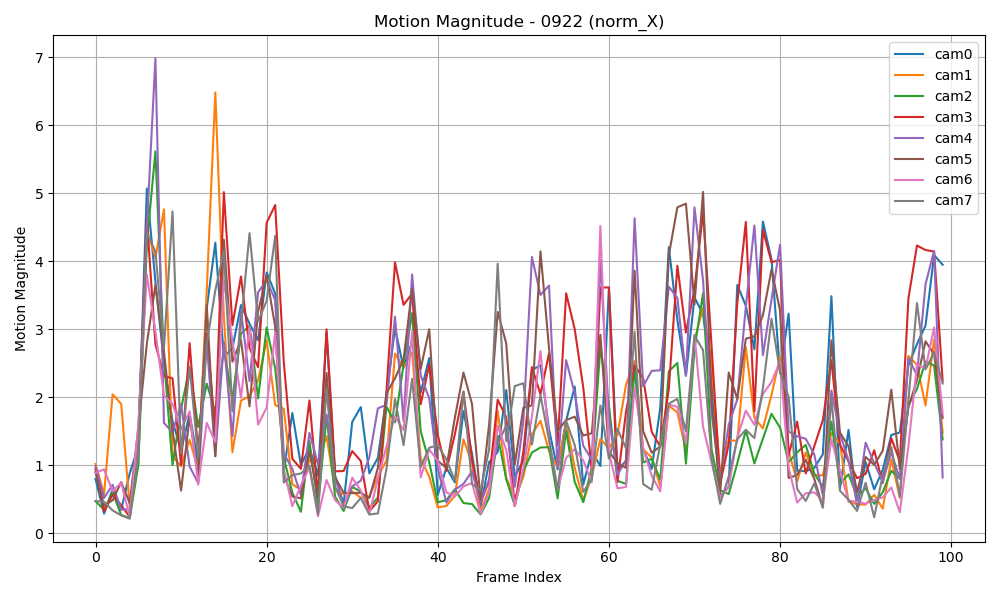 Motion Magnitude - 0922 (norm_X)
Motion Magnitude
7
6
5
4
3
2
1
0
0 20 40 60 80 100
Frame Index
cam0
cam1
cam2
cam3
cam4
cam5
cam6
cam7